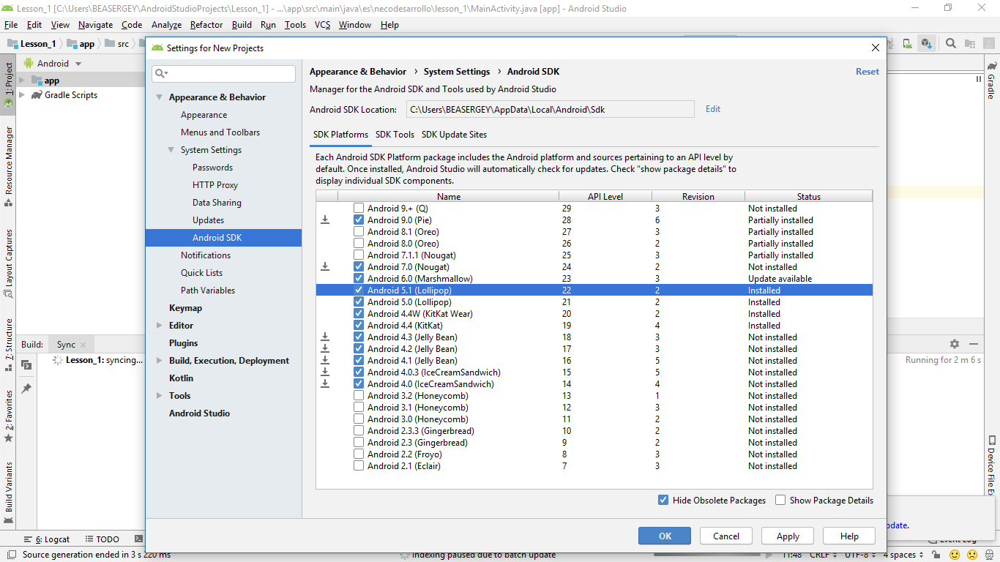 Lesson_1 [C:\Users\BEASERGEY\AndroidStudioProjects\Lesson_1] - ...\app\src\main\java\es\necodesarrollo\lesson_1\MainActivity.java [app] - Android Studio
File Edit View Navigate Code Analyze Refactor Build Run Tools VCS Window Help
Lesson_1 app src
Settings for New Projects
1: Project
Resource Manager
Layout Captures
7: Structure
2: Favorites
Build Variants
Android
app
Gradle Scripts
Appearance & Behavior
Appearance
Menus and Toolbars
System Settings
Passwords
HTTP Proxy
Data Sharing
Updates
Android SDK
Notifications
Quick Lists
Path Variables
Keymap
Editor
Plugins
Build, Execution, Deployment
Kotlin
Tools
Android Studio
Appearance & Behavior › System Settings › Android SDK Reset
Manager for the Android SDK and Tools used by Android Studio
Android SDK Location: C:\Users\BEASERGEY\AppData\Local\Android\Sdk Edit
SDK Platforms SDK Tools SDK Update Sites
Each Android SDK Platform package includes the Android platform and sources pertaining to an API level by
default. Once installed, Android Studio will automatically check for updates. Check "show package details" to
display individual SDK components.
Name API Level Revision Status
Android 9.+ (Q) 29 3 Not installed
Android 9.0 (Pie) 28 6 Partially installed
Android 8.1 (Oreo) 27 3 Partially installed
Android 8.0 (Oreo) 26 2 Partially installed
Android 7.1.1 (Nougat) 25 3 Partially installed
Android 7.0 (Nougat) 24 2 Not installed
Android 6.0 (Marshmallow) 23 3 Update available
Android 5.1 (Lollipop) 22 2 Installed
Android 5.0 (Lollipop) 21 2 Installed
Android 4.4W (KitKat Wear) 20 2 Installed
Android 4.4 (KitKat) 19 4 Installed
Android 4.3 (Jelly Bean) 18 3 Not installed
Android 4.2 (Jelly Bean) 17 3 Not installed
Android 4.1 (Jelly Bean) 16 5 Not installed
Android 4.0.3 (IceCreamSandwich) 15 5 Not installed
Android 4.0 (IceCreamSandwich) 14 4 Not installed
Android 3.2 (Honeycomb) 13 1 Not installed
Android 3.1 (Honeycomb) 12 3 Not installed
Android 3.0 (Honeycomb) 11 2 Not installed
Android 2.3.3 (Gingerbread) 10 2 Not installed
Android 2.3 (Gingerbread) 9 2 Not installed
Android 2.2 (Froyo) 8 3 Not installed
Android 2.1 (Eclair) 7 3 Not installed
Hide Obsolete Packages Show Package Details
OK Cancel Apply Help
Build: Sync
Lesson_1: syncing...
Running for 2 m 6 s
Gradle
Device File Ex
pdate.
6: Logcat TODO Event Log
Source generation ended in 3 s 220 ms Indexing paused due to batch update 11:48 CRLF UTF-8 4 spaces